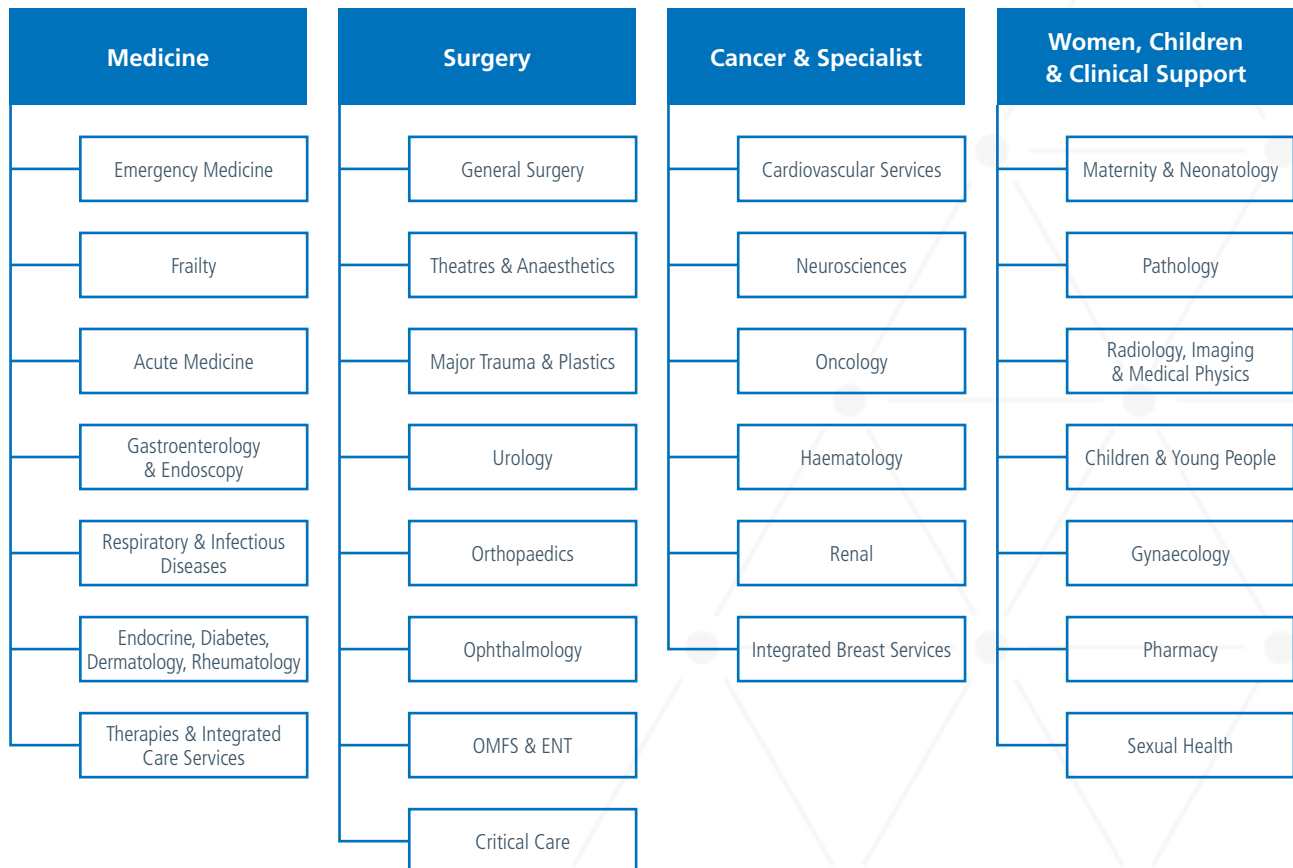 Medicine
Emergency Medicine
Frailty
Acute Medicine
Gastroenterology
& Endoscopy
Respiratory & Infectious
Diseases
Endocrine, Diabetes,
Dermatology, Rheumatology
Therapies & Integrated
Care Services
Surgery
General Surgery
Theatres & Anaesthetics
Major Trauma & Plastics
Urology
Orthopaedics
Ophthalmology
OMFS & ENT
Critical Care
Cancer & Specialist
Cardiovascular Services
Neurosciences
Oncology
Haematology
Renal
Integrated Breast Services
Women, Children
& Clinical Support
Maternity & Neonatology
Pathology
Radiology, Imaging
& Medical Physics
Children & Young People
Gynaecology
Pharmacy
Sexual Health